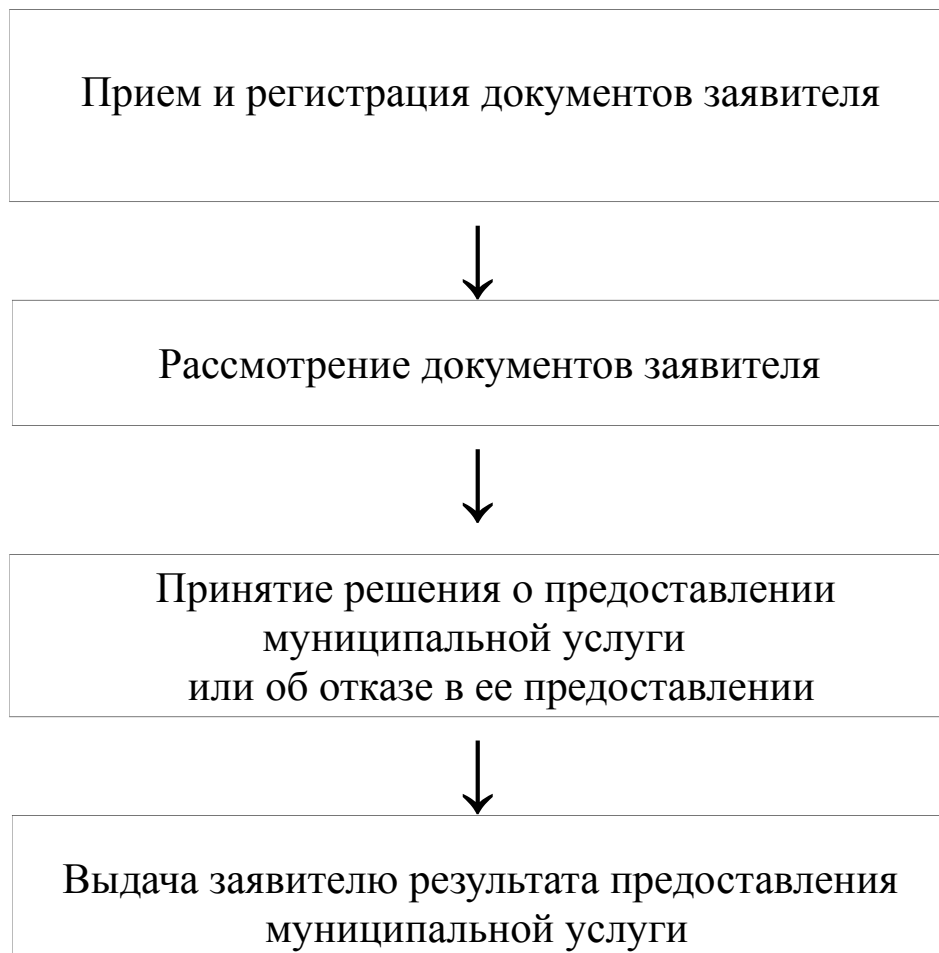 Прием и регистрация документов заявителя
Рассмотрение документов заявителя
Принятие решения о предоставлении
муниципальной услуги
или об отказе в ее предоставлении
Выдача заявителю результата предоставления
муниципальной услуги